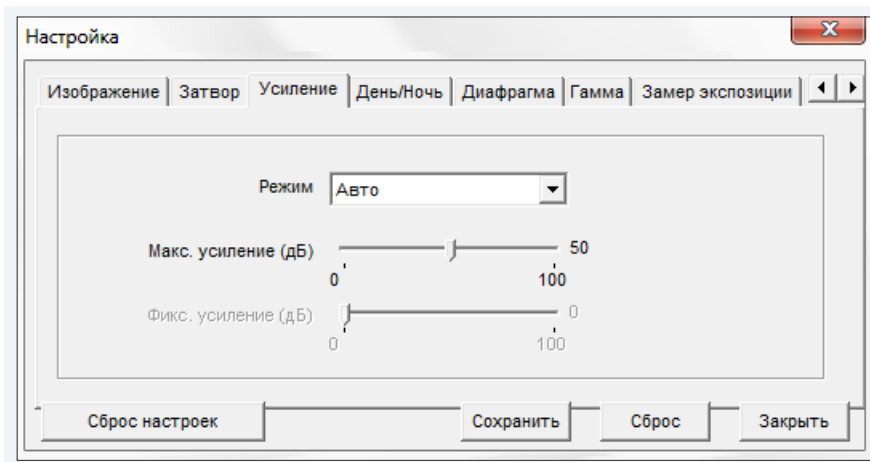 Настройка
Изображение Затвор Усиление День/Ночь Диафрагма Гамма Замер экспозиции
Режим Авто
Макс. усиление (дБ) 50
0 100
Фикс. усиление (дБ) 0
0 100
Сброс настроек Сохранить Сброс Закрыть